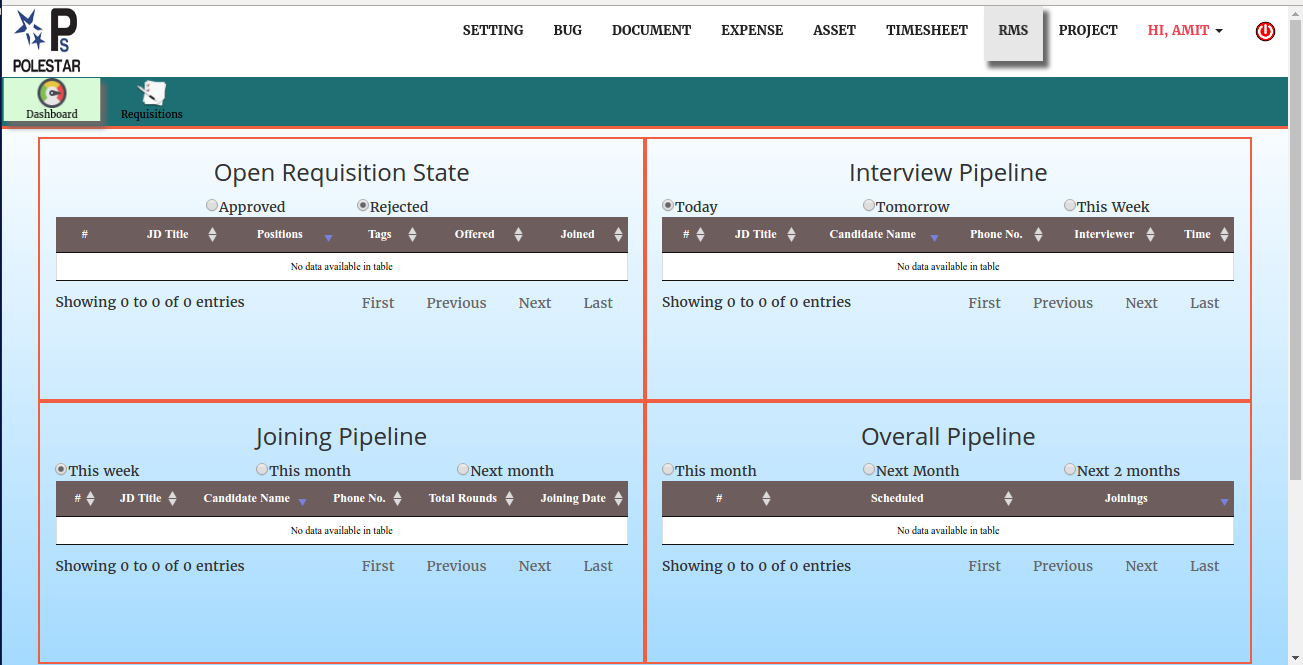 PS
POLESTAR
SETTING BUG DOCUMENT EXPENSE ASSET TIMESHEET RMS PROJECT HI, AMIT
Dashboard Requisitions
Open Requisition State
Approved Rejected
# JD Title Positions Tags Offered Joined
No data available in table
Showing 0 to 0 of 0 entries First Previous Next Last
Interview Pipeline
Today Tomorrow This Week
# JD Title Candidate Name Phone No. Interviewer Time
No data available in table
Showing 0 to 0 of 0 entries First Previous Next Last
Joining Pipeline
This week This month Next month
# JD Title Candidate Name Phone No. Total Rounds Joining Date
No data available in table
Showing 0 to 0 of 0 entries First Previous Next Last
Overall Pipeline
This month Next Month Next 2 months
# Scheduled Joinings
No data available in table
Showing 0 to 0 of 0 entries First Previous Next Last